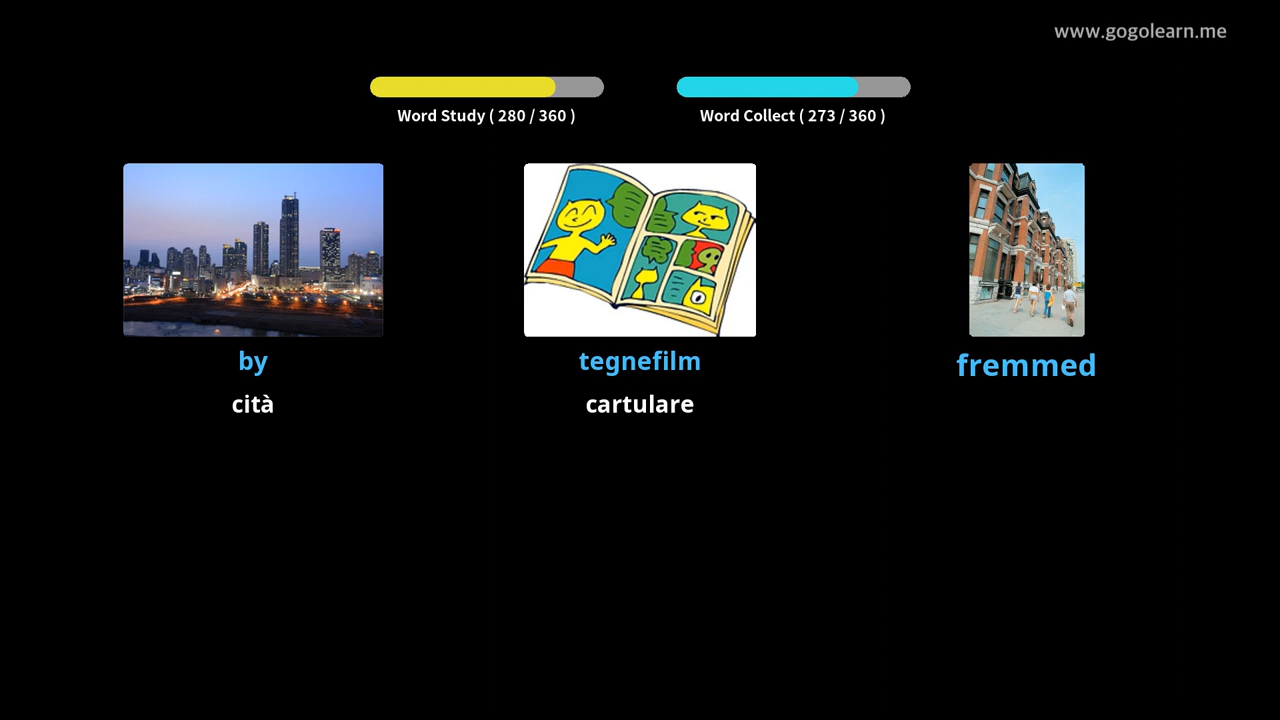 www.gogolearn.me
Word Study ( 280 / 360 )
Word Collect ( 273 / 360 )
by
tegnefilm
fremmed
cità
cartulare